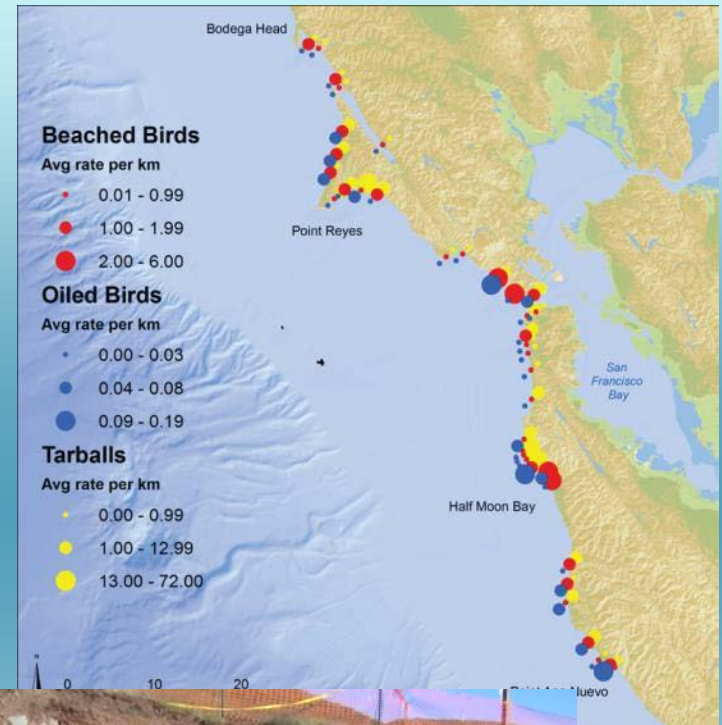 Bodega Head
Beached Birds
Avg rate per km
0.01 - 0.99
1.00 - 1.99
2.00 - 6.00
Point Reyes
Oiled Birds
Avg rate per km
0.00 - 0.03
0.04 - 0.08
0.09 - 0.19
San
Francisco
Bay
Tarballs
Avg rate per km
0.00 - 0.99
1.00 - 12.99
13.00 - 72.00
Half Moon Bay
0 20
Point Ano Nuevo